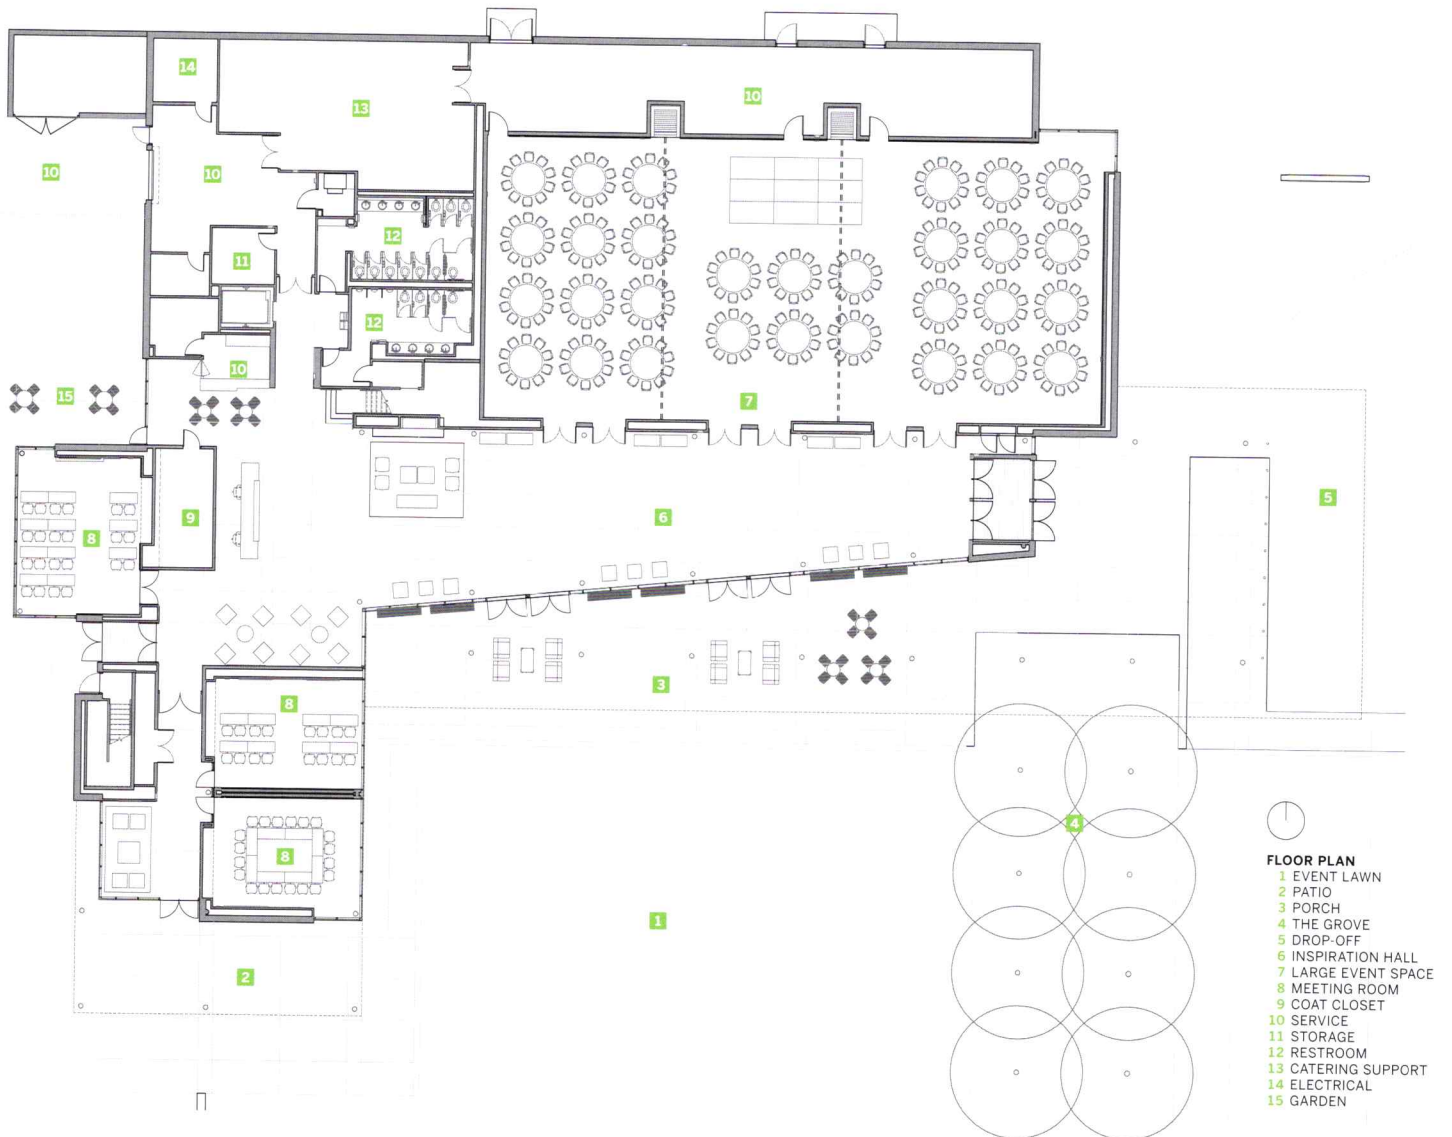 14
13
10
10
10
12
11
12
10
15
7
9
8
6
5
8
3
4
8
1
2
FLOOR PLAN
1 EVENT LAWN
2 PATIO
3 PORCH
4 THE GROVE
5 DROP-OFF
6 INSPIRATION HALL
7 LARGE EVENT SPACE
8 MEETING ROOM
9 COAT CLOSET
10 SERVICE
11 STORAGE
12 RESTROOM
13 CATERING SUPPORT
14 ELECTRICAL
15 GARDEN